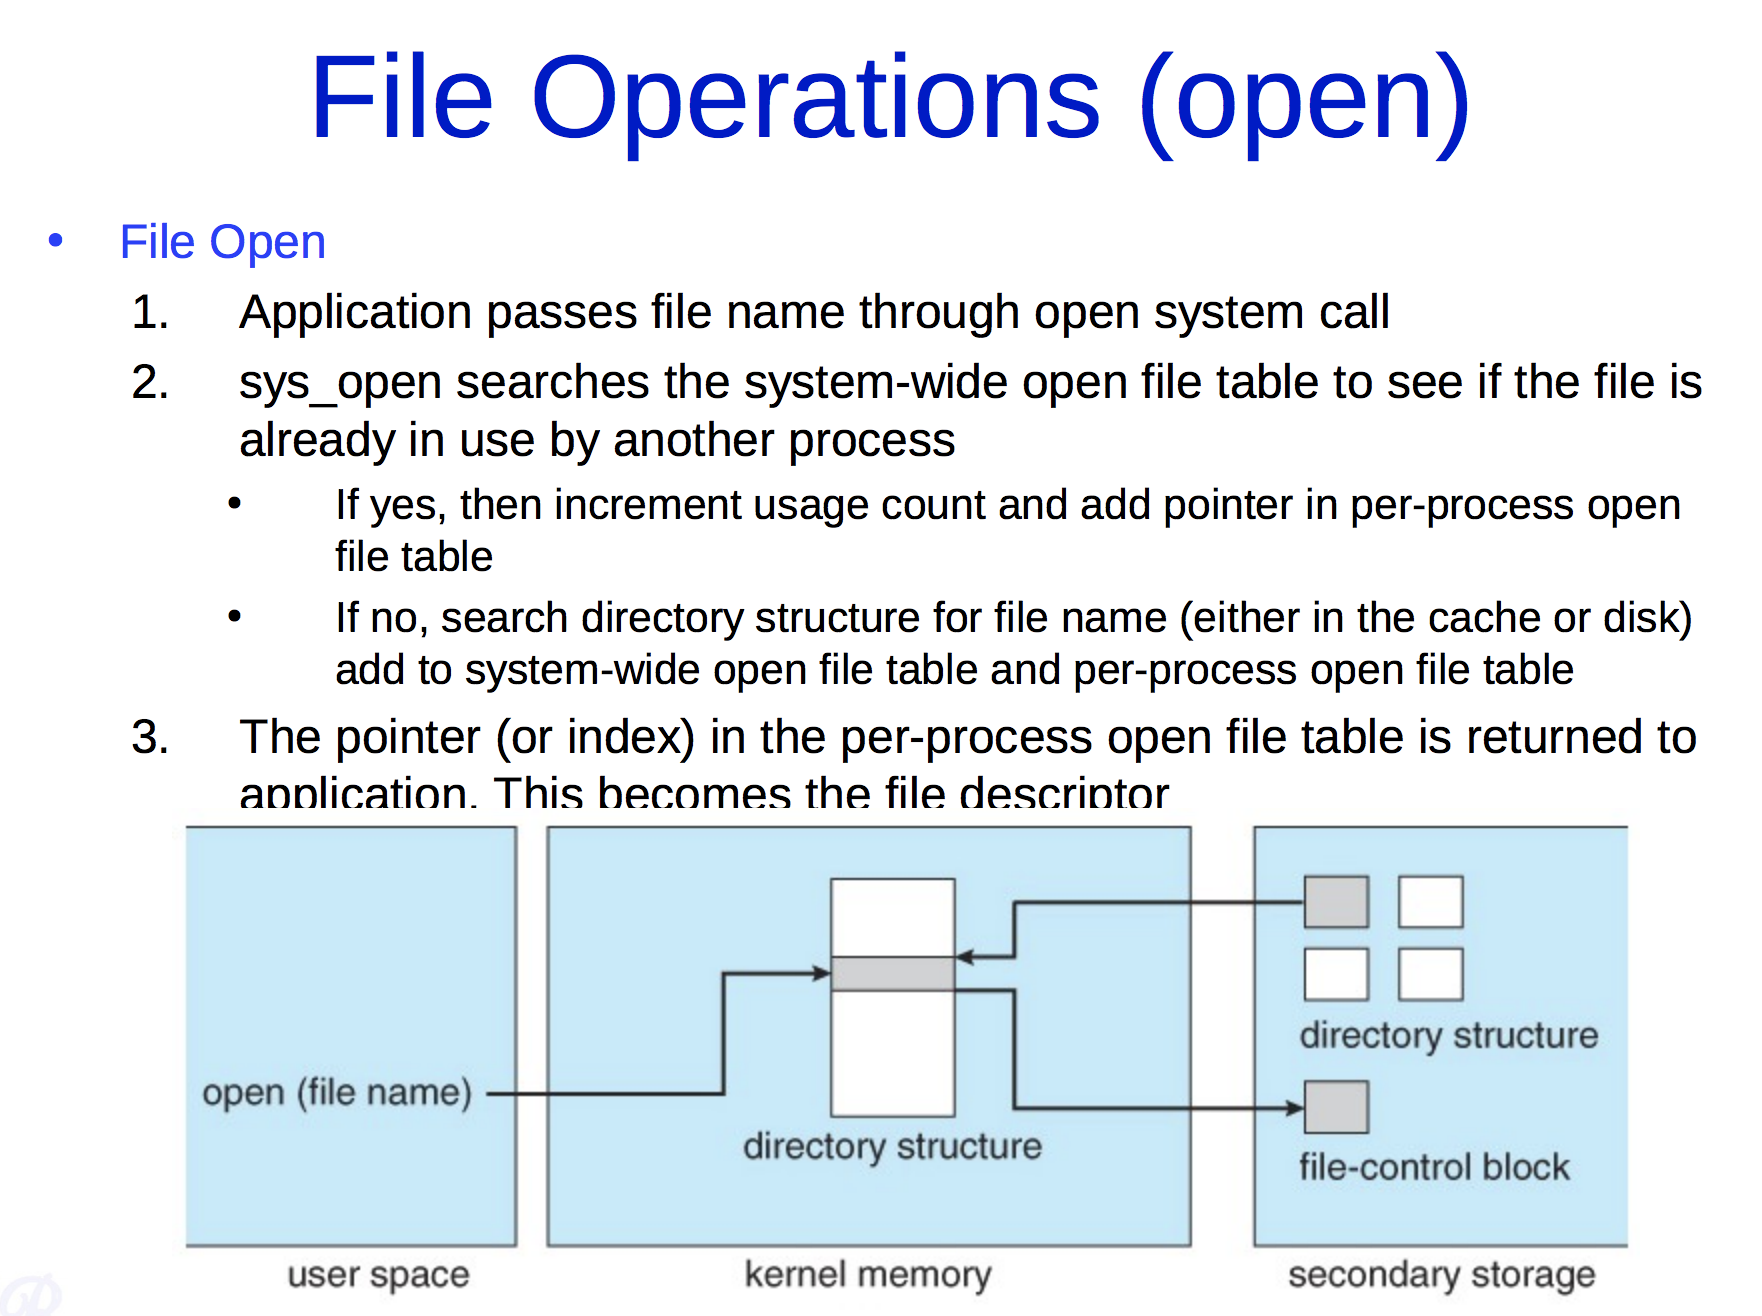 File Operations (open)
• File Open
1. Application passes file name through open system call
2. sys_open searches the system-wide open file table to see if the file is
already in use by another process
• If yes, then increment usage count and add pointer in per-process open
file table
• If no, search directory structure for file name (either in the cache or disk)
add to system-wide open file table and per-process open file table
3. The pointer (or index) in the per-process open file table is returned to
application. This becomes the file descriptor
open (file name)
directory structure
directory structure
file-control block
user space
kernel memory
secondary storage